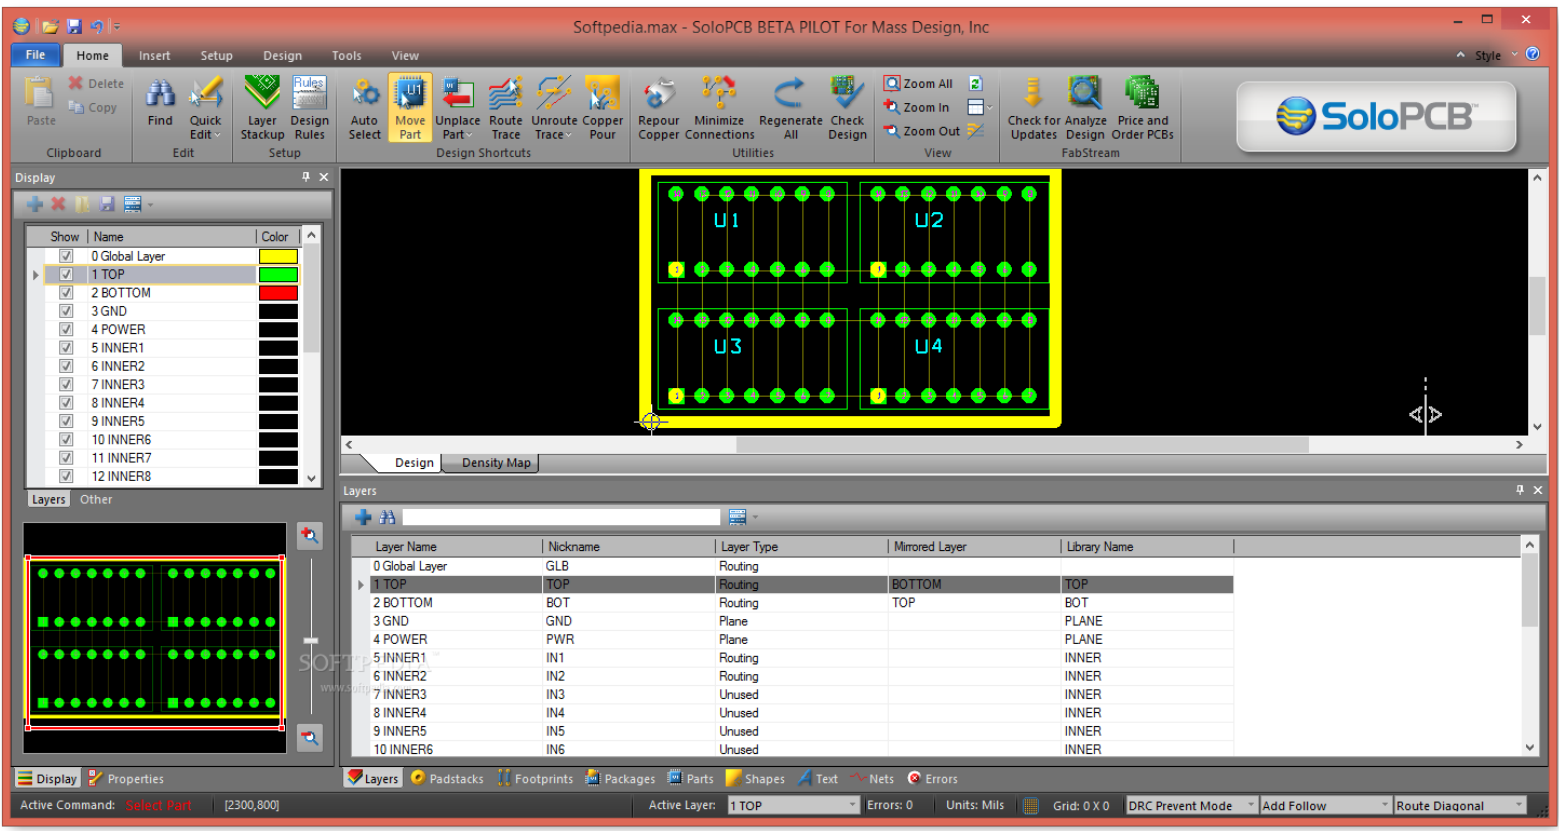 Softpedia.max - SoloPCB BETA PILOT For Mass Design, Inc
File Home Insert Setup Design Tools View Style
Paste Delete Copy Find Quick Edit Layer Stackup Rules Design Rules Auto Select U1 Move Part Unplace Part Route Trace Unroute Trace Copper Pour Repour Copper Minimize Connections Regenerate All Check Design Zoom All Zoom In Zoom Out Check for Updates Analyze Design Price and Order PCBs
SoloPCB™
Clipboard Edit Setup Design Shortcuts Utilities View FabStream
Display
Show Name Color
0 Global Layer
1 TOP
2 BOTTOM
3 GND
4 POWER
5 INNER1
6 INNER2
7 INNER3
8 INNER4
9 INNER5
10 INNER6
11 INNER7
12 INNER8
Layers Other
U1 U2
U3 U4
Design Density Map
Layers
Layer Name Nickname Layer Type Mirrored Layer Library Name
0 Global Layer GLB Routing
1 TOP TOP Routing BOTTOM TOP
2 BOTTOM BOT Routing TOP BOT
3 GND GND Plane PLANE
4 POWER PWR Plane PLANE
5 INNER1 IN1 Routing INNER
6 INNER2 IN2 Routing INNER
7 INNER3 IN3 Unused INNER
8 INNER4 IN4 Unused INNER
9 INNER5 IN5 Unused INNER
10 INNER6 IN6 Unused INNER
SOFTPEDIA™
Display Properties
Layers Padstacks Footprints Packages Parts Shapes Text Nets Errors
Active Command: Select Part [2300,800] Active Layer: 1 TOP Errors: 0 Units: Mils Grid: 0 X 0 DRC Prevent Mode Add Follow Route Diagonal